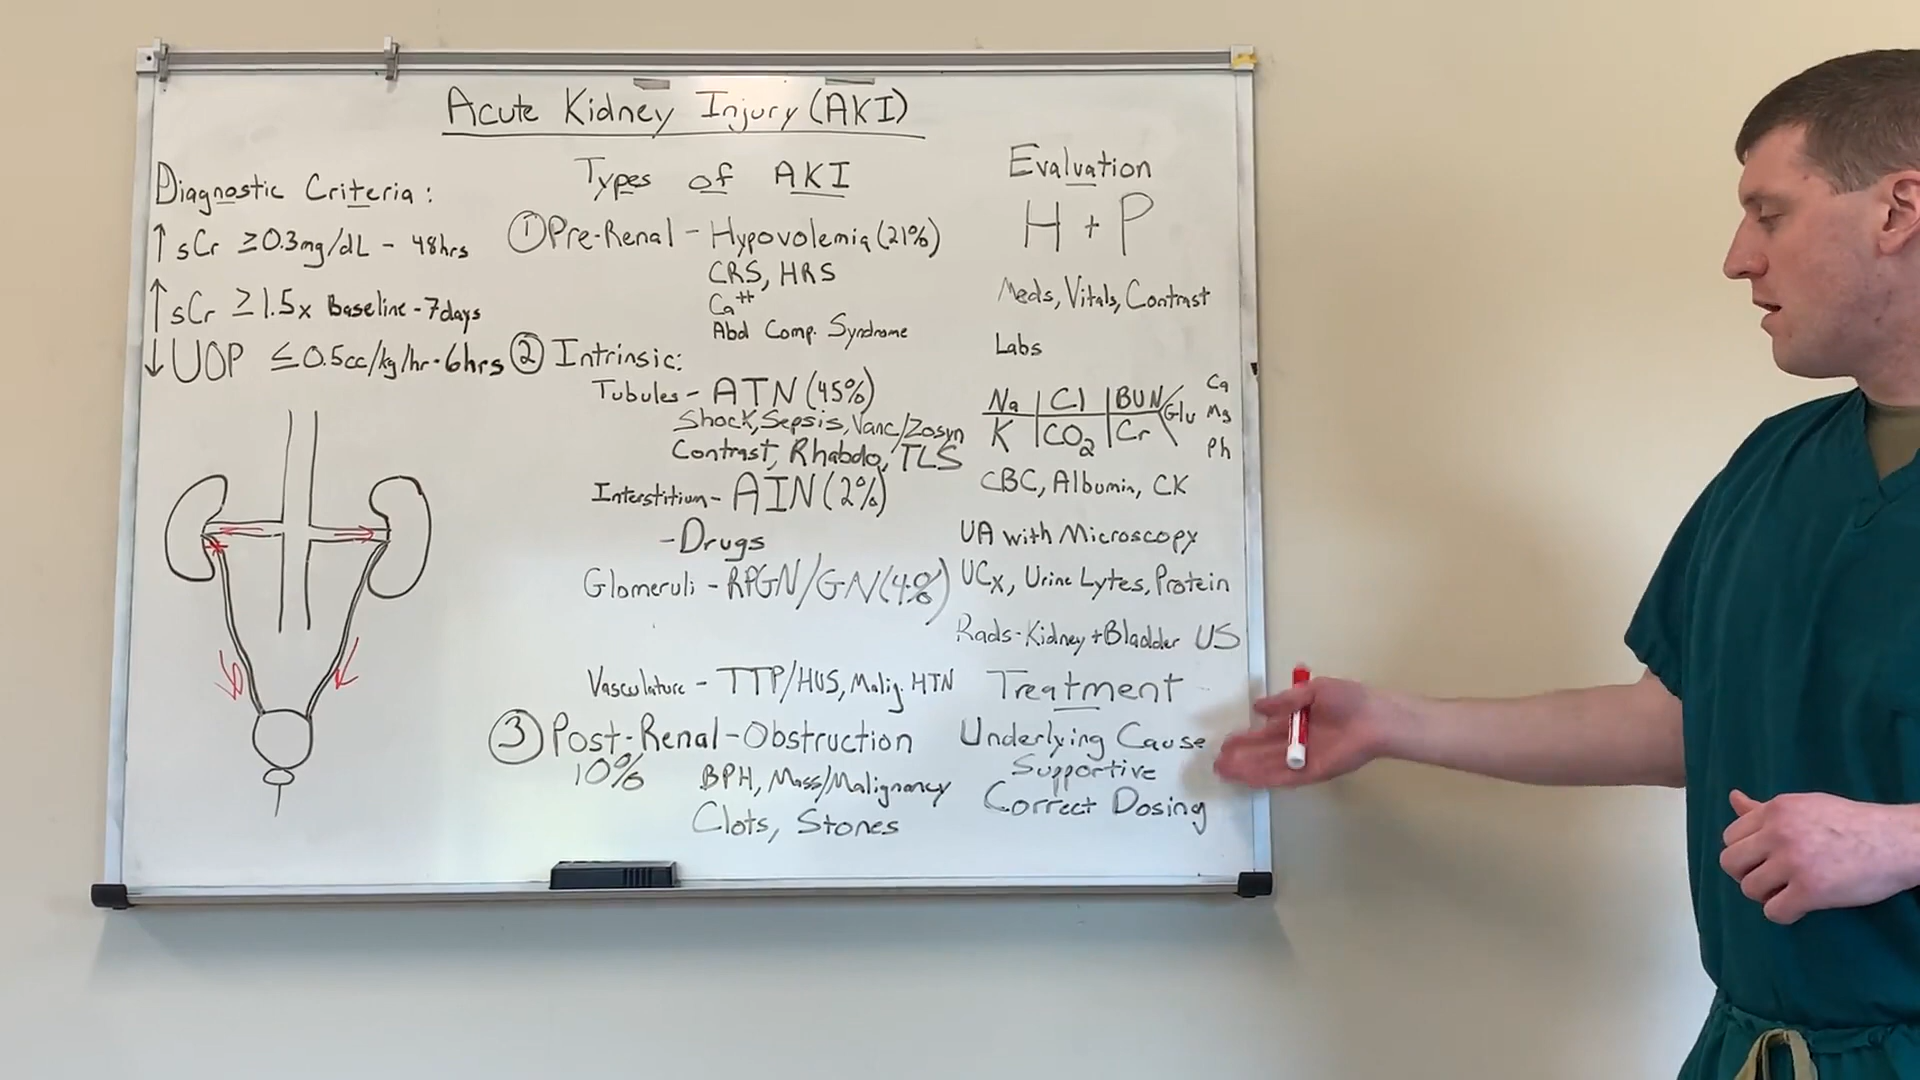 Acute Kidney Injury (AKI)
Diagnostic Criteria:
↑ sCr ≥0.3mg/dL - 48hrs
↑ sCr ≥1.5x Baseline - 7days
↓ UOP ≤0.5cc/kg/hr - 6hrs
Types of AKI
① Pre-Renal - Hypovolemia (21%)
CRS, HRS
Ca++
Abd Comp. Syndrome
② Intrinsic:
Tubules - ATN (45%)
Shock, Sepsis, Vanc/Zosyn
Contrast, Rhabdo, TLS
Interstitium - AIN (2%)
- Drugs
Glomeruli - RPGN/GN (4%)
Vasculature - TTP/HUS, Malig. HTN
③ Post-Renal - Obstruction
10% BPH, Mass/Malignancy
Clots, Stones
Evaluation
H + P
Meds, Vitals, Contrast
Labs
Na Cl BUN Glu Ca
K CO2 Cr Mg
Ph
CBC, Albumin, CK
UA with Microscopy
UCx, Urine Lytes, Protein
Rads - Kidney + Bladder US
Treatment
Underlying Cause
Supportive
Correct Dosing